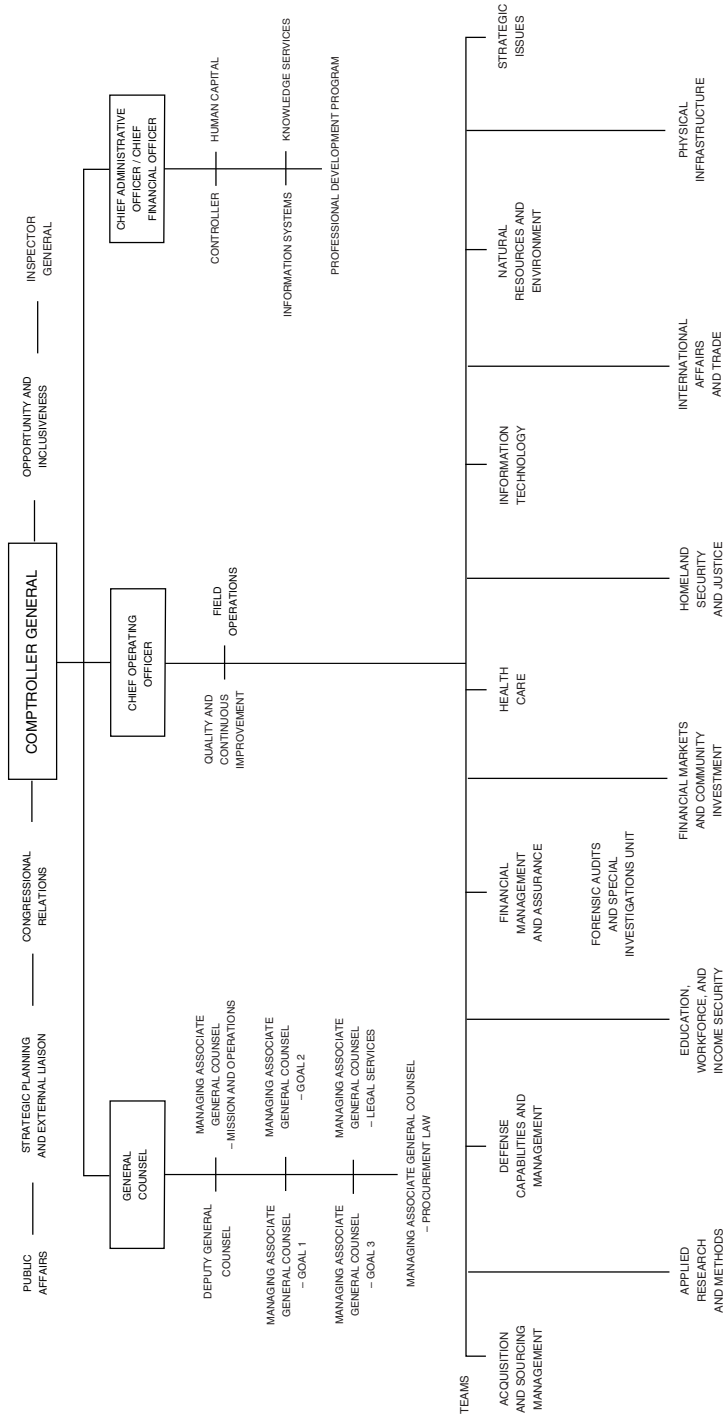 COMPTROLLER GENERAL
PUBLIC
AFFAIRS
STRATEGIC PLANNING
AND EXTERNAL LIAISON
CONGRESSIONAL
RELATIONS
OPPORTUNITY AND
INCLUSIVENESS
INSPECTOR
GENERAL
GENERAL
COUNSEL
CHIEF OPERATING
OFFICER
CHIEF ADMINISTRATIVE
OFFICER / CHIEF
FINANCIAL OFFICER
DEPUTY GENERAL
COUNSEL
MANAGING ASSOCIATE
GENERAL COUNSEL
– MISSION AND OPERATIONS
MANAGING ASSOCIATE
GENERAL COUNSEL
– GOAL 1
MANAGING ASSOCIATE
GENERAL COUNSEL
– GOAL 2
MANAGING ASSOCIATE
GENERAL COUNSEL
– GOAL 3
MANAGING ASSOCIATE
GENERAL COUNSEL
– LEGAL SERVICES
MANAGING ASSOCIATE GENERAL COUNSEL
– PROCUREMENT LAW
QUALITY AND
CONTINUOUS
IMPROVEMENT
FIELD
OPERATIONS
CONTROLLER
HUMAN CAPITAL
INFORMATION SYSTEMS
KNOWLEDGE SERVICES
PROFESSIONAL DEVELOPMENT PROGRAM
TEAMS
ACQUISITION
AND SOURCING
MANAGEMENT
DEFENSE
CAPABILITIES AND
MANAGEMENT
FINANCIAL
MANAGEMENT
AND ASSURANCE
FORENSIC AUDITS
AND SPECIAL
INVESTIGATIONS UNIT
HEALTH
CARE
INFORMATION
TECHNOLOGY
NATURAL
RESOURCES AND
ENVIRONMENT
STRATEGIC
ISSUES
APPLIED
RESEARCH
AND METHODS
EDUCATION,
WORKFORCE, AND
INCOME SECURITY
FINANCIAL MARKETS
AND COMMUNITY
INVESTMENT
HOMELAND
SECURITY
AND JUSTICE
INTERNATIONAL
AFFAIRS
AND TRADE
PHYSICAL
INFRASTRUCTURE